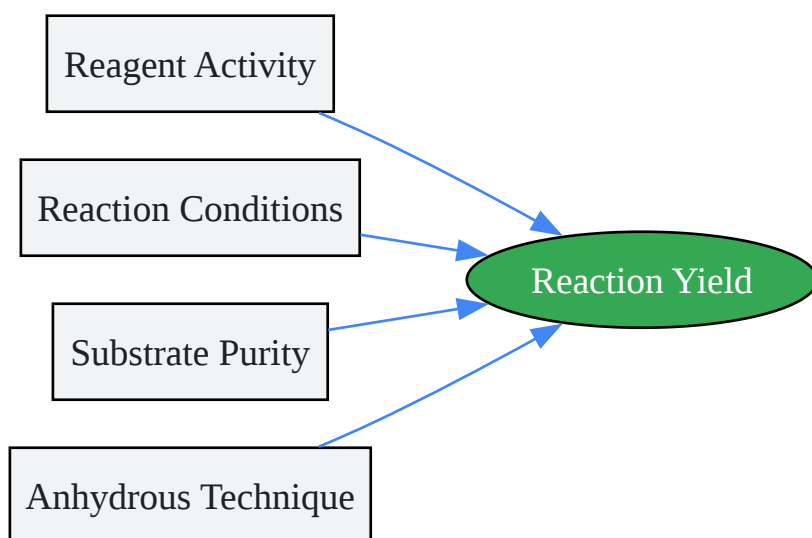 Reagent Activity
Reaction Conditions
Reaction Yield
Substrate Purity
Anhydrous Technique